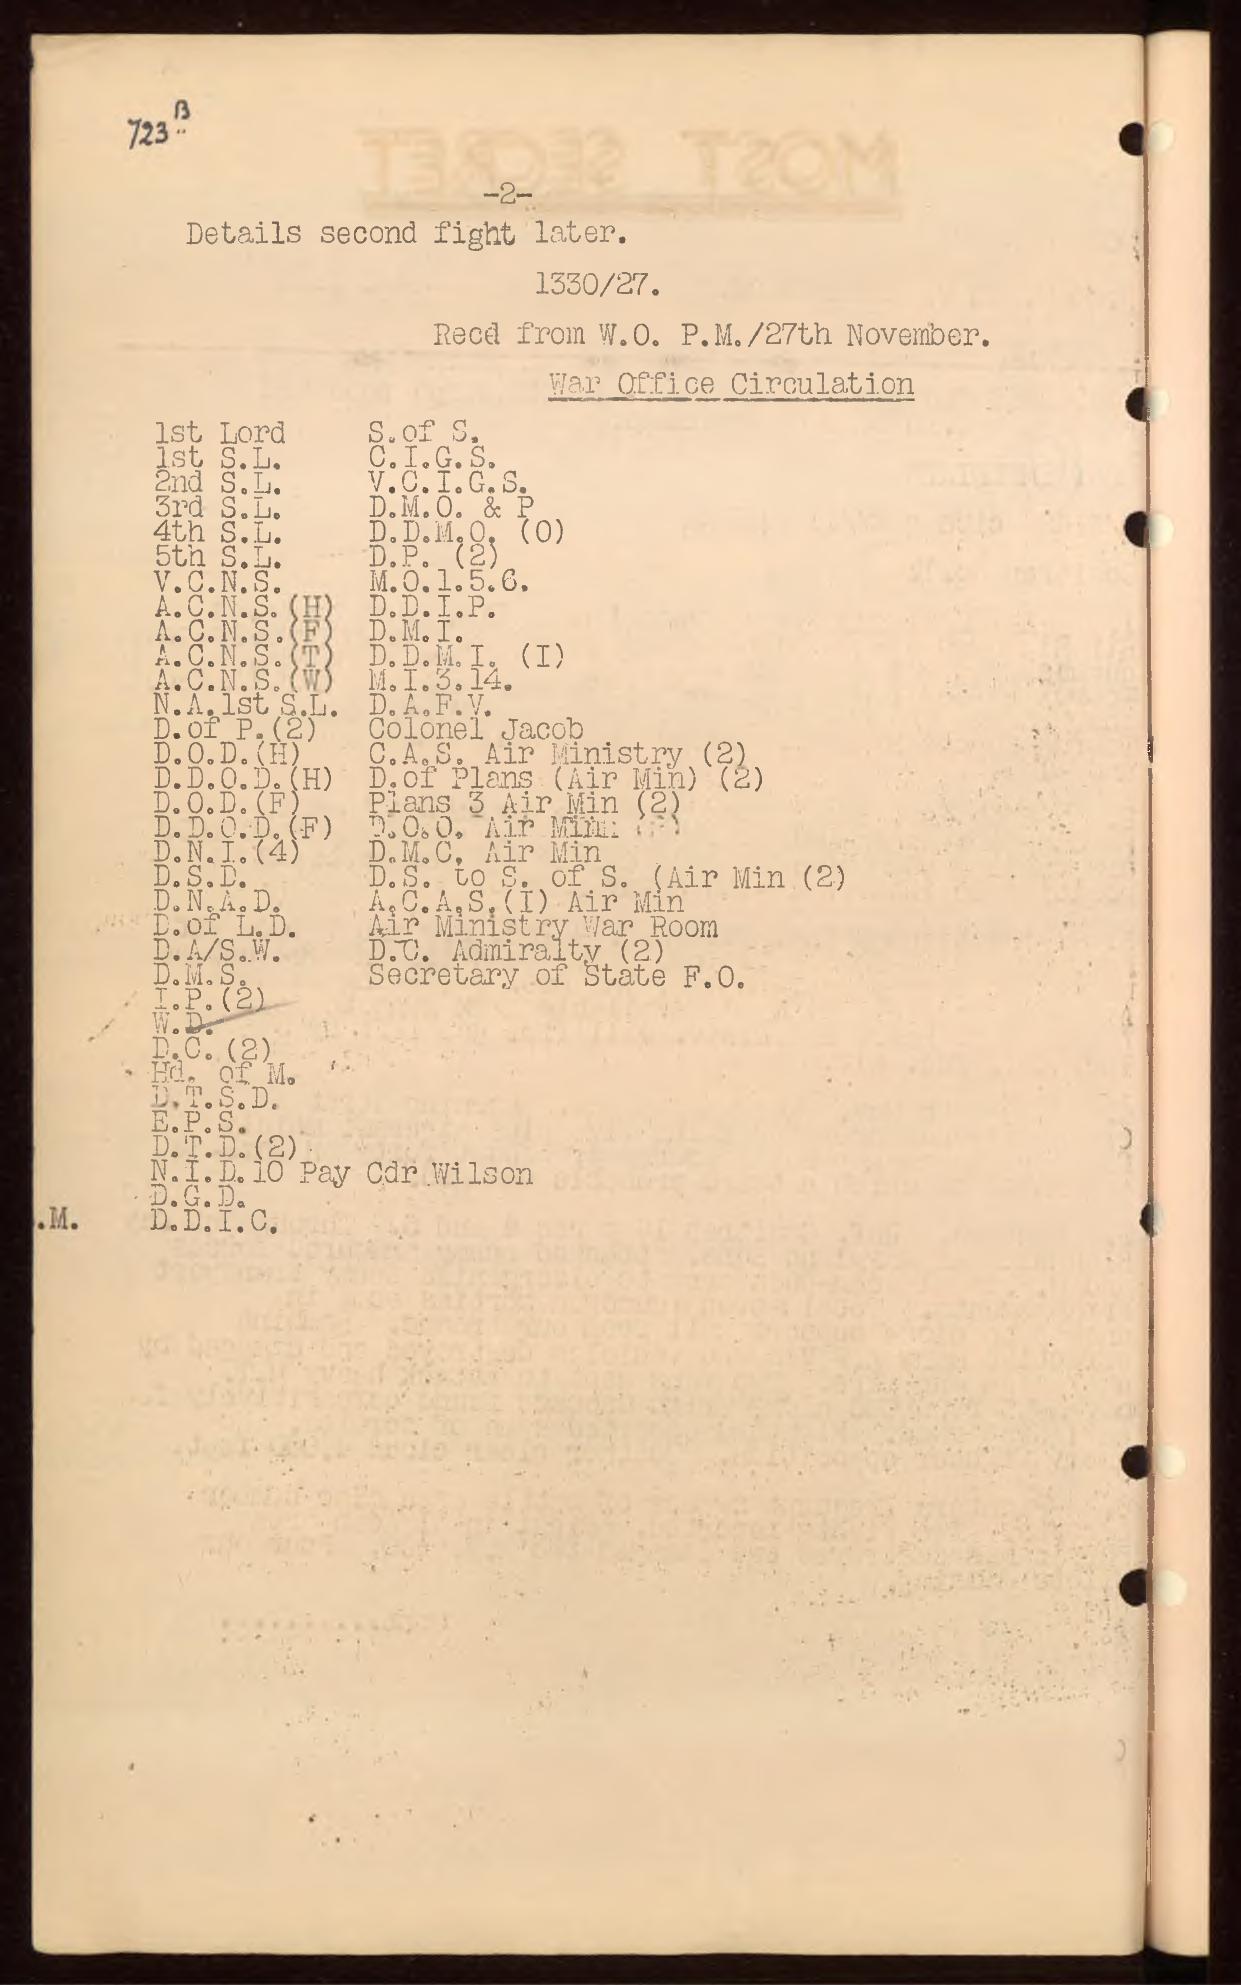 723 B
-2-
Details second fight later.
1330/27.
Recd from W.O. P.M./27th November.
War Office Circulation
1st Lord S.of S.
1st S.L. C.I.G.S.
2nd S.L. V.C.I.G.S.
3rd S.L. D.M.O. & P
4th S.L. D.D.M.O. (O)
5th S.L. D.P. (2)
V.C.N.S. M.O.1.5.6.
A.C.N.S.(H) D.D.I.P.
A.C.N.S.(F) D.M.I.
A.C.N.S.(T) D.D.M.I. (I)
A.C.N.S.(W) M.I.3.14.
N.A.1st S.L. D.A.F.V.
D.of P.(2) Colonel Jacob
D.O.D.(H) C.A.S. Air Ministry (2)
D.D.O.D.(H) D.of Plans (Air Min) (2)
D.O.D.(F) Plans 3 Air Min (2)
D.D.O.D.(F) D.O.O. Air Min
D.N.I.(4) D.M.C. Air Min
D.S.D. D.S. to S. of S. (Air Min (2)
D.N.A.D. A.C.A.S.(I) Air Min
D.of L.D. Air Ministry War Room
D.A/S.W. D.C. Admiralty (2)
D.M.S. Secretary of State F.O.
I.P.(2)
W.D.
D.C. (2)
Hd. of M.
D.T.S.D.
E.P.S.
D.T.D.(2)
N.I.D.10 Pay Cdr Wilson
D.G.D.
.M. D.D.I.C.